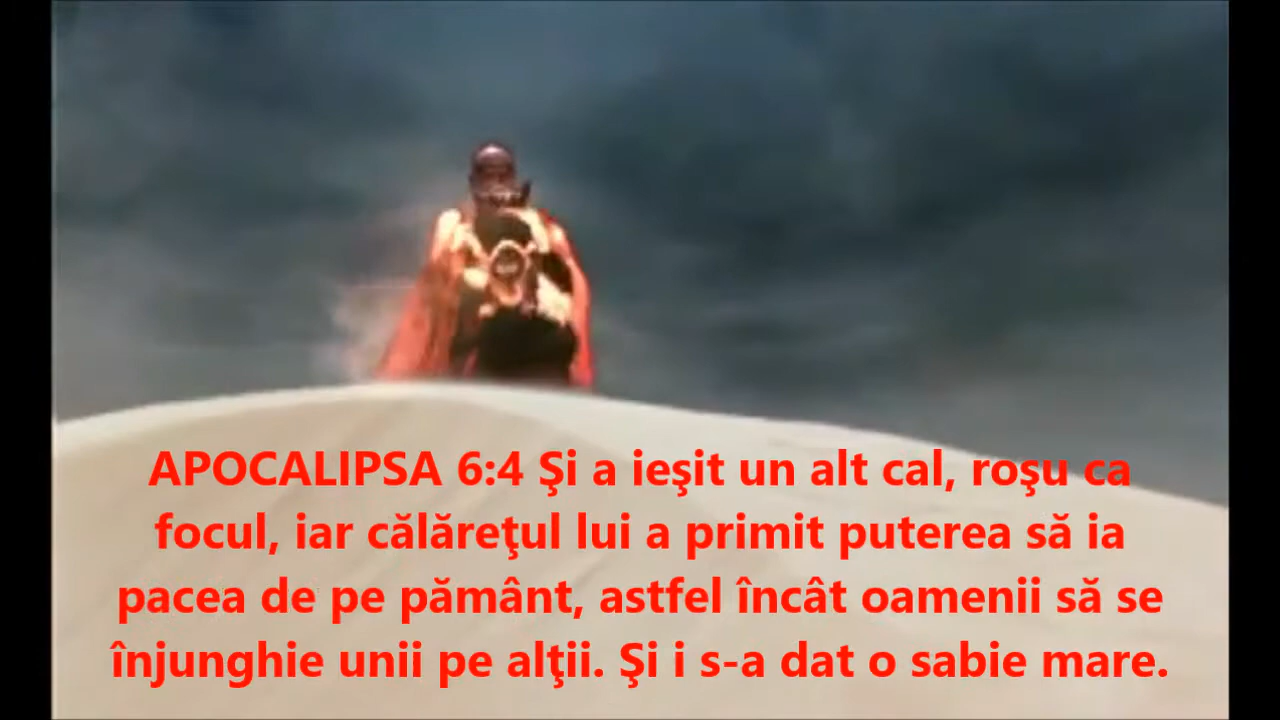 APOCALIPSA 6:4 Şi a ieşit un alt cal, roşu ca
focul, iar călăreţul lui a primit puterea să ia
pacea de pe pământ, astfel încât oamenii să se
înjunghie unii pe alţii. Şi i s-a dat o sabie mare.